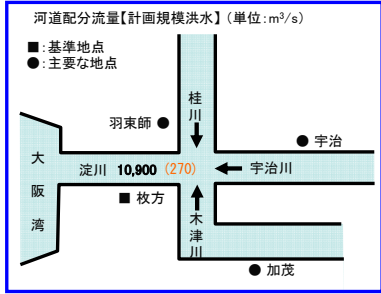 河道配分流量【計画規模洪水】(単位:m³/s)
■:基準地点
●:主要な地点
桂川
羽束師 ●
● 宇治
大阪湾
淀川 10,900 (270)
宇治川
■ 枚方
木津川
● 加茂